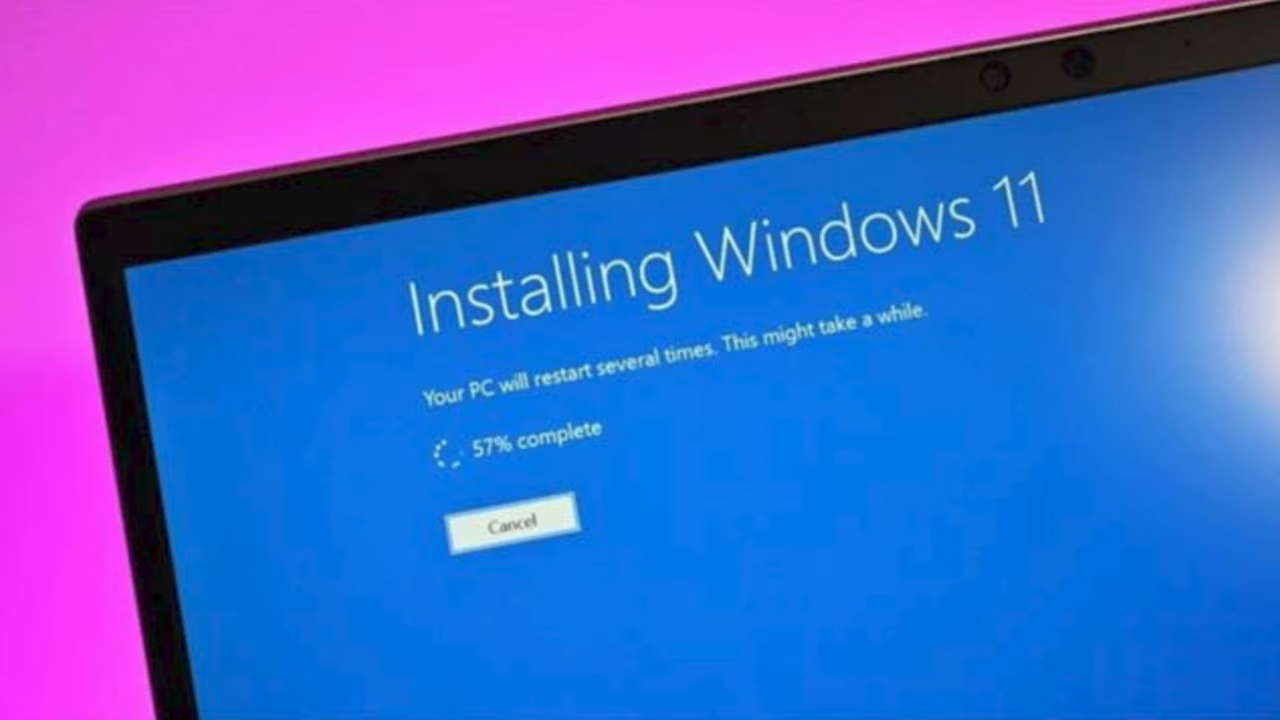 Installing Windows 11
Your PC will restart several times. This might take a while.
57% complete
Cancel